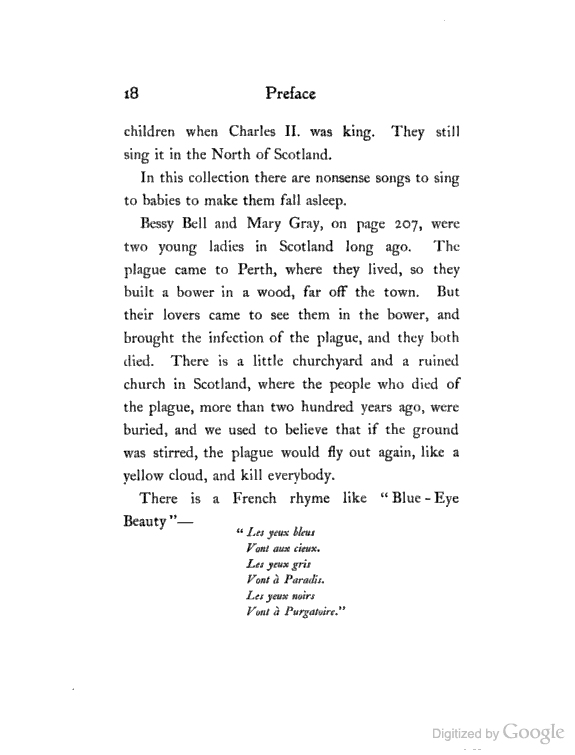 18 Preface
children when Charles II. was king. They still
sing it in the North of Scotland.
In this collection there are nonsense songs to sing
to babies to make them fall asleep.
Bessy Bell and Mary Gray, on page 207, were
two young ladies in Scotland long ago. The
plague came to Perth, where they lived, so they
built a bower in a wood, far off the town. But
their lovers came to see them in the bower, and
brought the infection of the plague, and they both
died. There is a little churchyard and a ruined
church in Scotland, where the people who died of
the plague, more than two hundred years ago, were
buried, and we used to believe that if the ground
was stirred, the plague would fly out again, like a
yellow cloud, and kill everybody.
There is a French rhyme like “Blue-Eye
Beauty”—
“Les yeux bleus
Vont aux cieux.
Les yeux gris
Vont à Paradis.
Les yeux noirs
Vont à Purgatoire.”
Digitized by Google